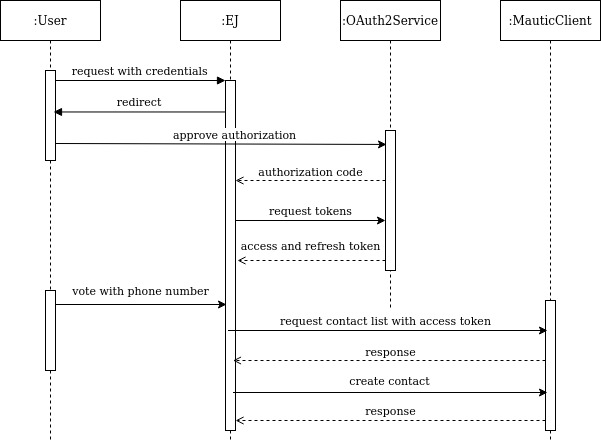 :User
:EJ
:OAuth2Service
:MauticClient
request with credentials
redirect
approve authorization
authorization code
request tokens
access and refresh token
vote with phone number
request contact list with access token
response
create contact
response